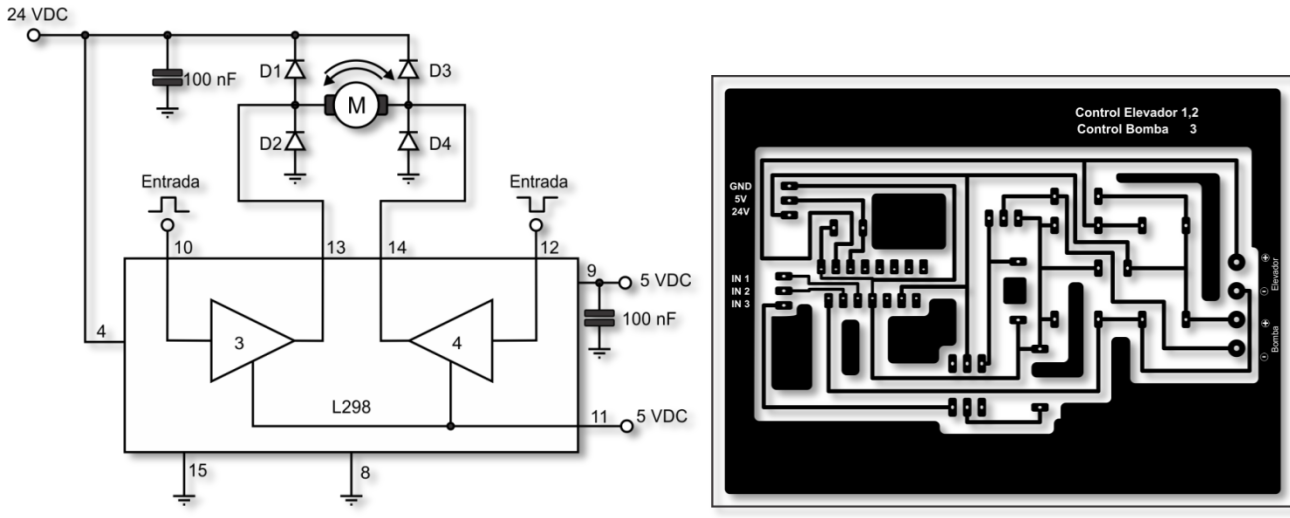 24 VDC
100 nF
D1
D3
M
D2
D4
Entrada
Entrada
10
13
14
12
9
5 VDC
100 nF
4
3
4
L298
11
5 VDC
15
8
Control Elevador 1,2
Control Bomba 3
GND
5V
24V
IN 1
IN 2
IN 3
+
Elevador
-
+
Bomba
-